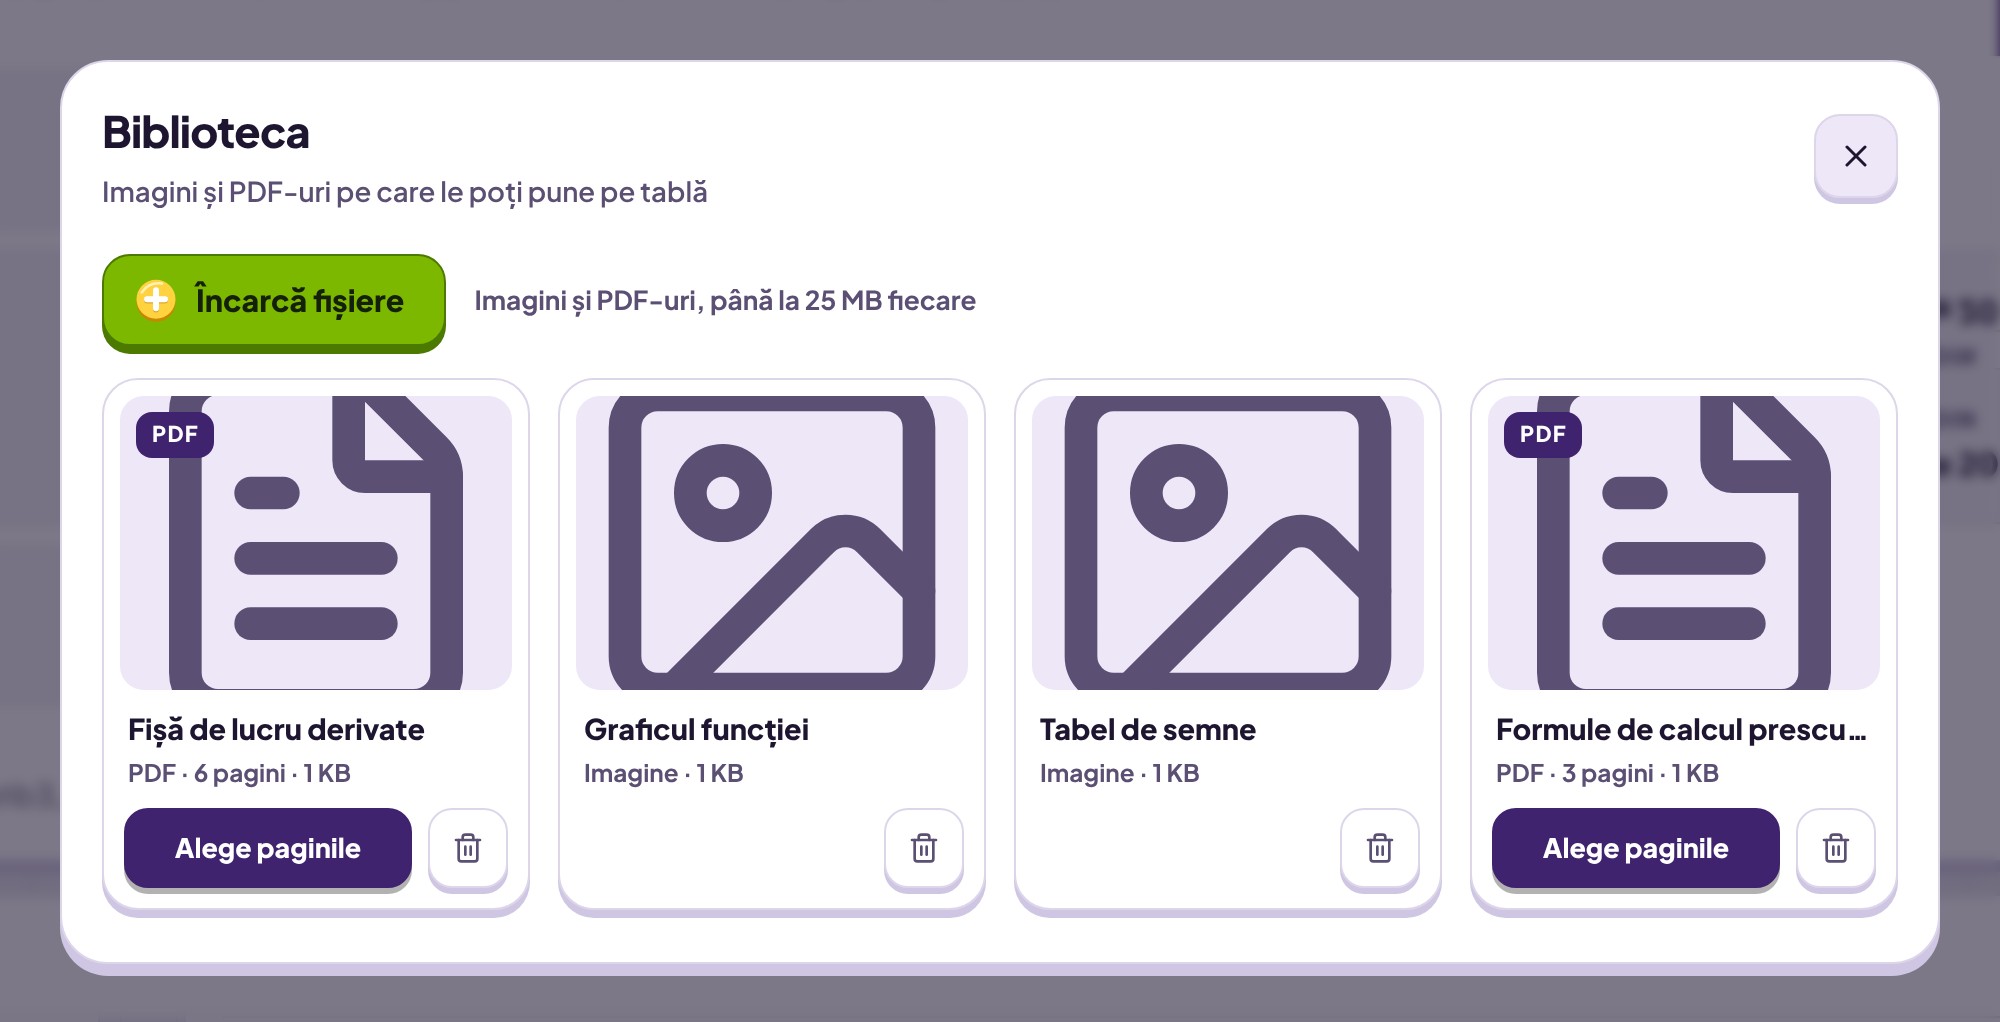 Biblioteca
Imagini și PDF-uri pe care le poți pune pe tablă
Încarcă fișiere
Imagini și PDF-uri, până la 25 MB fiecare
PDF
PDF
Fișă de lucru derivate
Graficul funcției
Tabel de semne
Formule de calcul prescu...
PDF · 6 pagini · 1 KB
Imagine · 1 KB
Imagine · 1 KB
PDF · 3 pagini · 1 KB
Alege paginile
Alege paginile